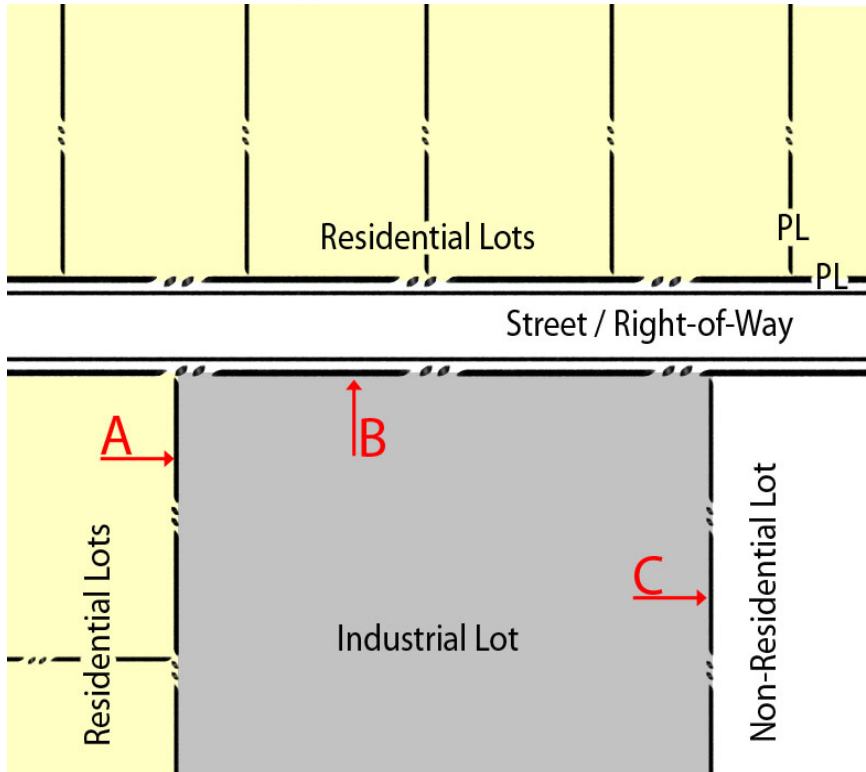 Residential Lots
PL
PL
Street / Right-of-Way
A
B
C
Residential Lots
Industrial Lot
Non-Residential Lot